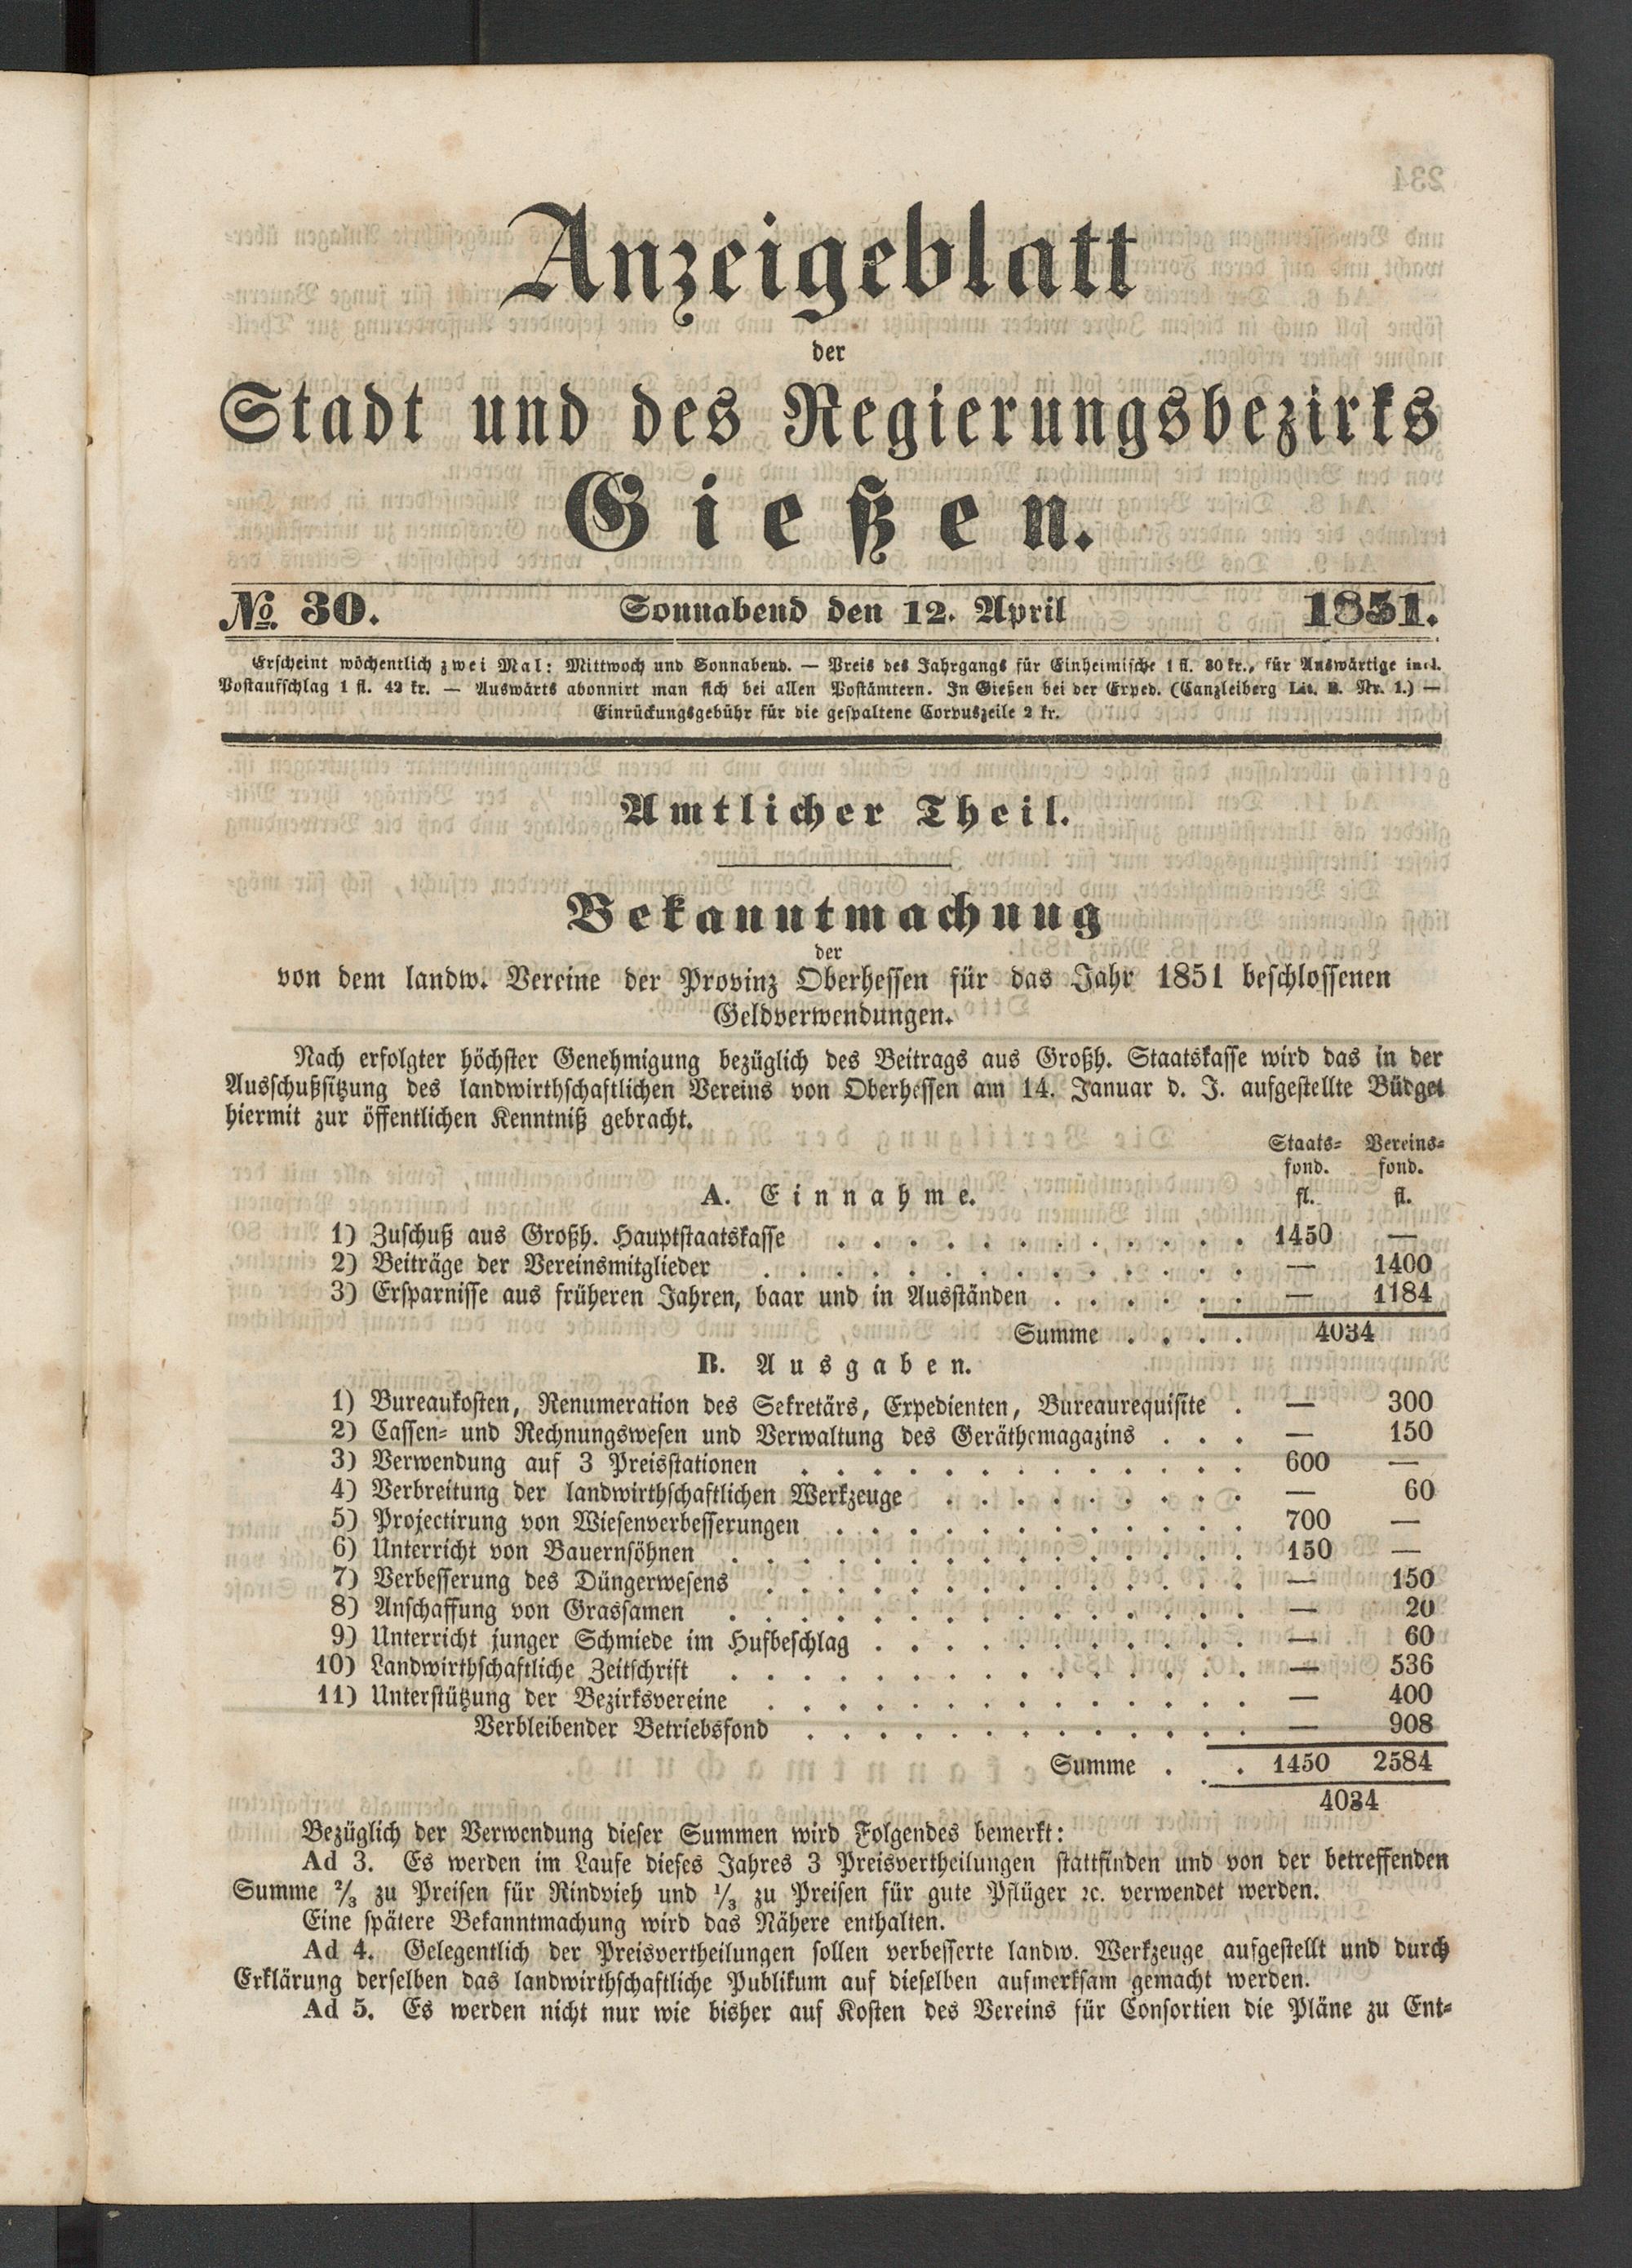 Anzeigeblatt
der
Stadt und des Regierungsbezirks
Gießen.
No. 30. Sonnabend den 12. April 1851.
Erscheint wöchentlich zwei Mal: Mittwoch und Sonnabend. — Preis des Jahrgangs für Einheimische 1 fl. 30 kr., für Auswärtige incl.
Postaufschlag 1 fl. 42 kr. — Auswärts abonnirt man sich bei allen Postämtern. In Gießen bei der Exped. (Canzleiberg Lit. B. Nr. 1.) —
Einrückungsgebühr für die gespaltene Corpuszeile 2 kr.
Amtlicher Theil.
Bekanntmachung
der
von dem landw. Vereine der Provinz Oberhessen für das Jahr 1851 beschlossenen
Geldverwendungen.
Nach erfolgter höchster Genehmigung bezüglich des Beitrags aus Großh. Staatskasse wird das in der
Ausschußsitzung des landwirthschaftlichen Vereins von Oberhessen am 14. Januar d. J. aufgestellte Büdget
hiermit zur öffentlichen Kenntniß gebracht.
Staats- Vereins-
fond. fond.
A. Einnahme. fl. fl.
1) Zuschuß aus Großh. Hauptstaatskasse . . . . . . . . . . . . 1450 —
2) Beiträge der Vereinsmitglieder . . . . . . . . . . . . . . — 1400
3) Ersparnisse aus früheren Jahren, baar und in Ausständen . . . . . . — 1184
Summe . . . . 4034
B. Ausgaben.
1) Bureaukosten, Renumeration des Sekretärs, Expedienten, Bureaurequisite . — 300
2) Cassen- und Rechnungswesen und Verwaltung des Geräthemagazins . . . — 150
3) Verwendung auf 3 Preisstationen . . . . . . . . . . . . . 600 —
4) Verbreitung der landwirthschaftlichen Werkzeuge . . . . . . . . . — 60
5) Projectirung von Wiesenverbesserungen . . . . . . . . . . . . 700 —
6) Unterricht von Bauernsöhnen . . . . . . . . . . . . . . . 150 —
7) Verbesserung des Düngerwesens . . . . . . . . . . . . . . — 150
8) Anschaffung von Grassamen . . . . . . . . . . . . . . . — 20
9) Unterricht junger Schmiede im Hufbeschlag . . . . . . . . . . . — 60
10) Landwirthschaftliche Zeitschrift . . . . . . . . . . . . . . . — 536
11) Unterstützung der Bezirksvereine . . . . . . . . . . . . . . — 400
Verbleibender Betriebsfond . . . . . . . . . . . . . — 908
Summe . . 1450 2584
4034
Bezüglich der Verwendung dieser Summen wird Folgendes bemerkt:
Ad 3. Es werden im Laufe dieses Jahres 3 Preisvertheilungen stattfinden und von der betreffenden
Summe 2/3 zu Preisen für Rindvieh und 1/3 zu Preisen für gute Pflüger ꝛc. verwendet werden.
Eine spätere Bekanntmachung wird das Nähere enthalten.
Ad 4. Gelegentlich der Preisvertheilungen sollen verbesserte landw. Werkzeuge aufgestellt und durch
Erklärung derselben das landwirthschaftliche Publikum auf dieselben aufmerksam gemacht werden.
Ad 5. Es werden nicht nur wie bisher auf Kosten des Vereins für Consortien die Pläne zu Ent-